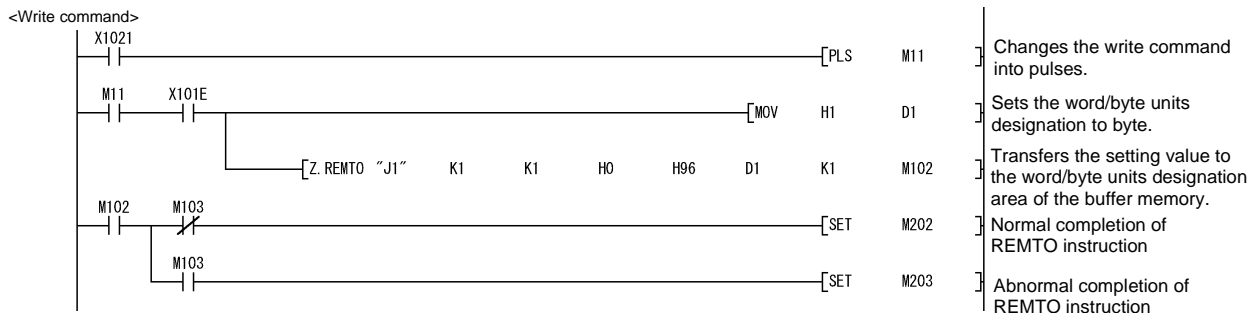 <Write command>
X1021
PLS M11
Changes the write command
into pulses.
M11 X101E
MOV H1 D1
Sets the word/byte units
designation to byte.
Z.REMTO "J1" K1 K1 H0 H96 D1 K1 M102
Transfers the setting value to
the word/byte units designation
area of the buffer memory.
M102 M103
SET M202
Normal completion of
REMTO instruction
M103
SET M203
Abnormal completion of
REMTO instruction